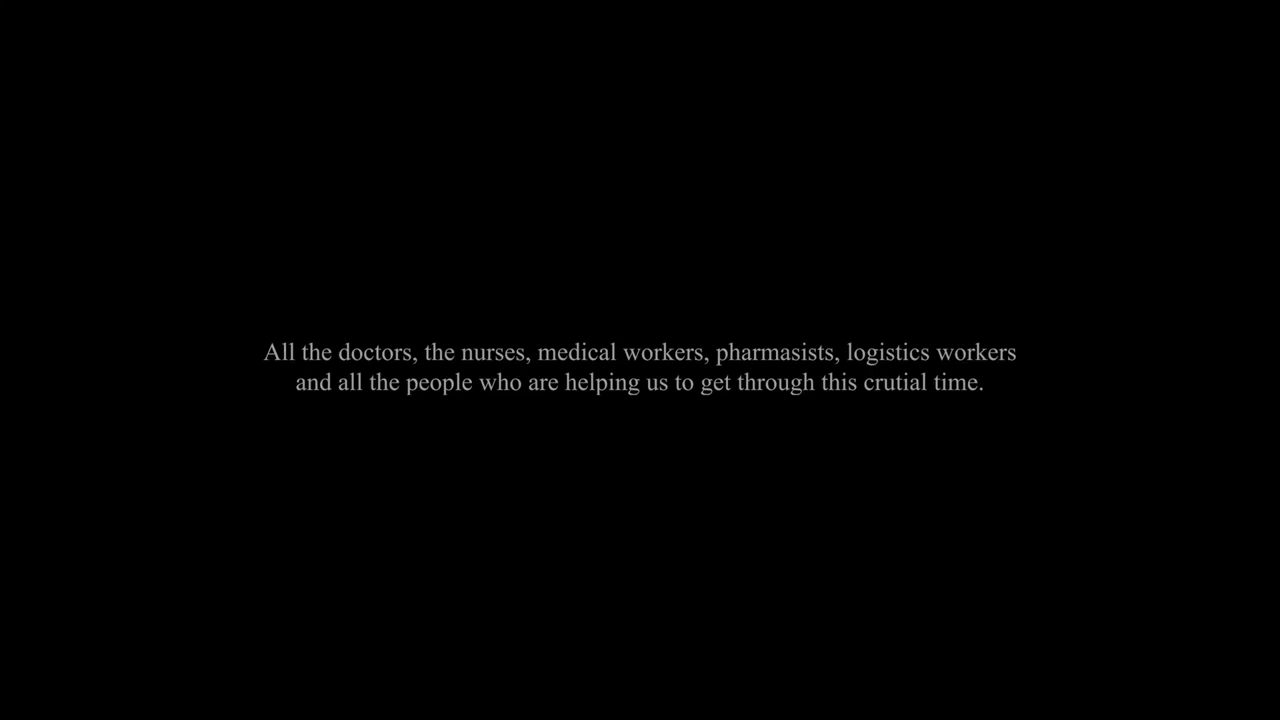 All the doctors, the nurses, medical workers, pharmasists, logistics workers
and all the people who are helping us to get through this crutial time.